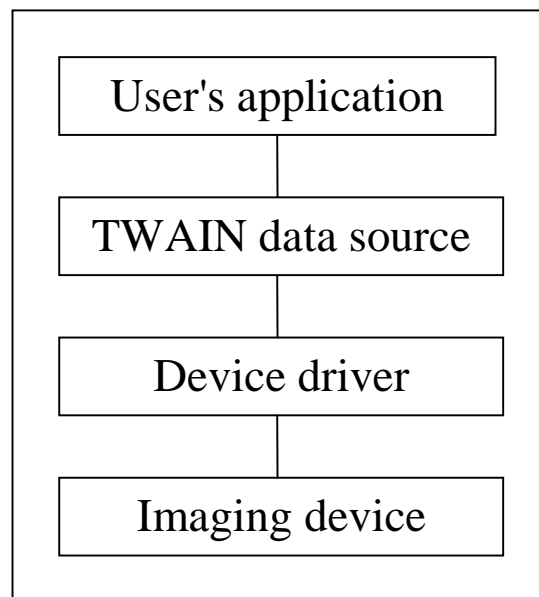 User's application
TWAIN data source
Device driver
Imaging device